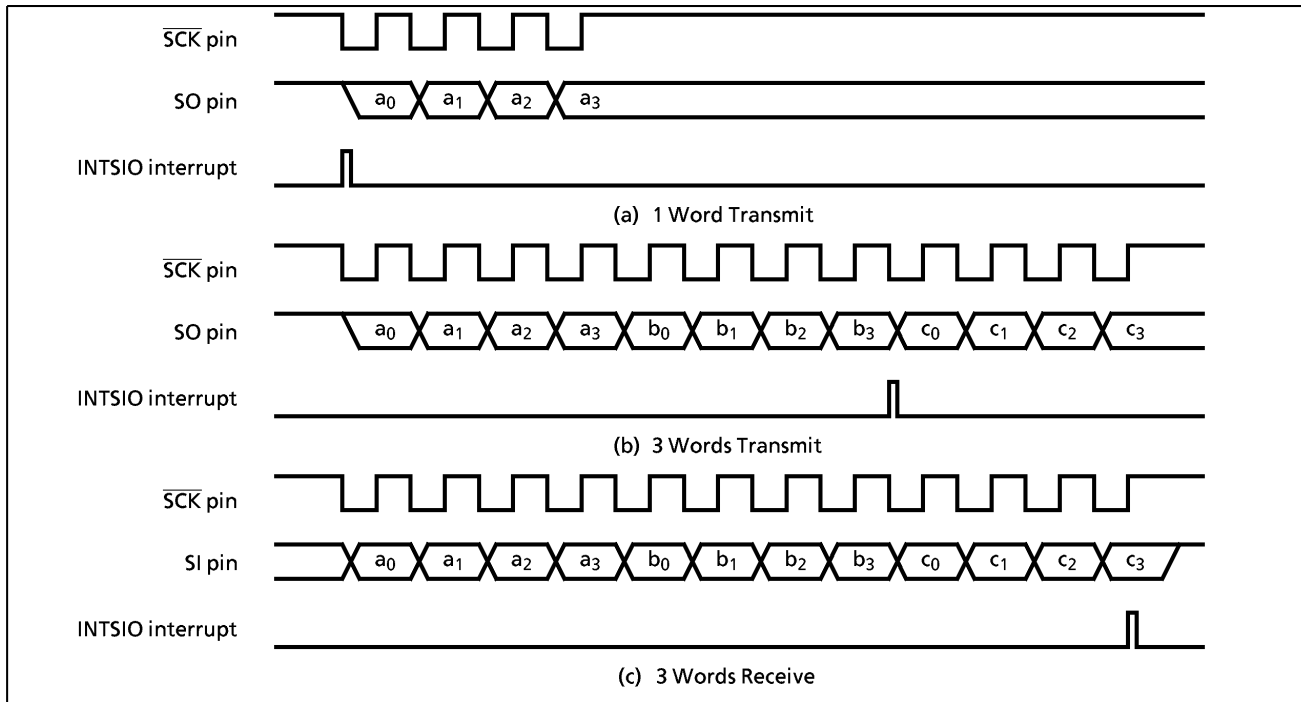 SCK pin
SO pin
a0 a1 a2 a3
INTSIO interrupt
(a) 1 Word Transmit
SCK pin
SO pin
a0 a1 a2 a3 b0 b1 b2 b3 c0 c1 c2 c3
INTSIO interrupt
(b) 3 Words Transmit
SCK pin
SI pin
a0 a1 a2 a3 b0 b1 b2 b3 c0 c1 c2 c3
INTSIO interrupt
(c) 3 Words Receive